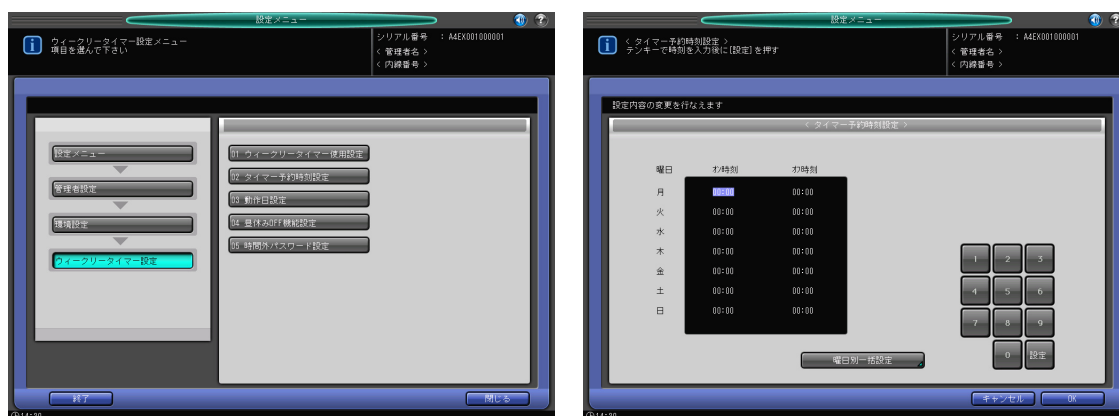 設定メニュー
ウィークリータイマー設定メニュー
項目を選んで下さい
シリアル番号 : A4EX001000001
< 管理者名 >
< 内線番号 >
設定メニュー
管理者設定
環境設定
ウィークリータイマー設定
01 ウィークリータイマー使用設定
02 タイマー予約時刻設定
03 動作日設定
04 昼休みOFF機能設定
05 時間外パスワード設定
終了
閉じる
14:30
設定メニュー
< タイマー予約時刻設定 >
テンキーで時刻を入力後に[設定]を押す
シリアル番号 : A4EX001000001
< 管理者名 >
< 内線番号 >
設定内容の変更を行なえます
< タイマー予約時刻設定 >
曜日 オン時刻 オフ時刻
月 00:00 00:00
火 00:00 00:00
水 00:00 00:00
木 00:00 00:00
金 00:00 00:00
土 00:00 00:00
日 00:00 00:00
1 2 3
4 5 6
7 8 9
0 設定
曜日別一括設定
キャンセル OK
14:30